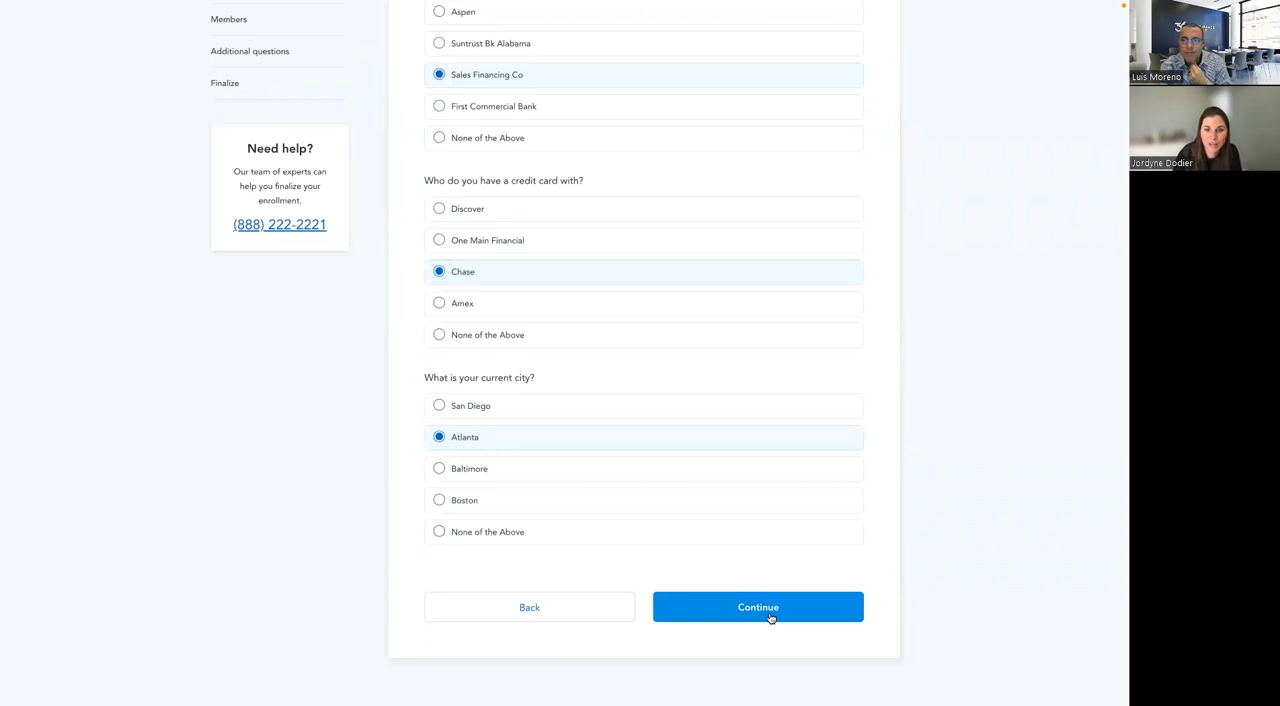 Members
Additional questions
Finalize
Need help?
Our team of experts can
help you finalize your
enrollment.
(888) 222-2221
Aspen
Suntrust Bk Alabama
Sales Financing Co
First Commercial Bank
None of the Above
Who do you have a credit card with?
Discover
One Main Financial
Chase
Amex
None of the Above
What is your current city?
San Diego
Atlanta
Baltimore
Boston
None of the Above
Back
Continue
Luis Moreno
Jordyne Dodier